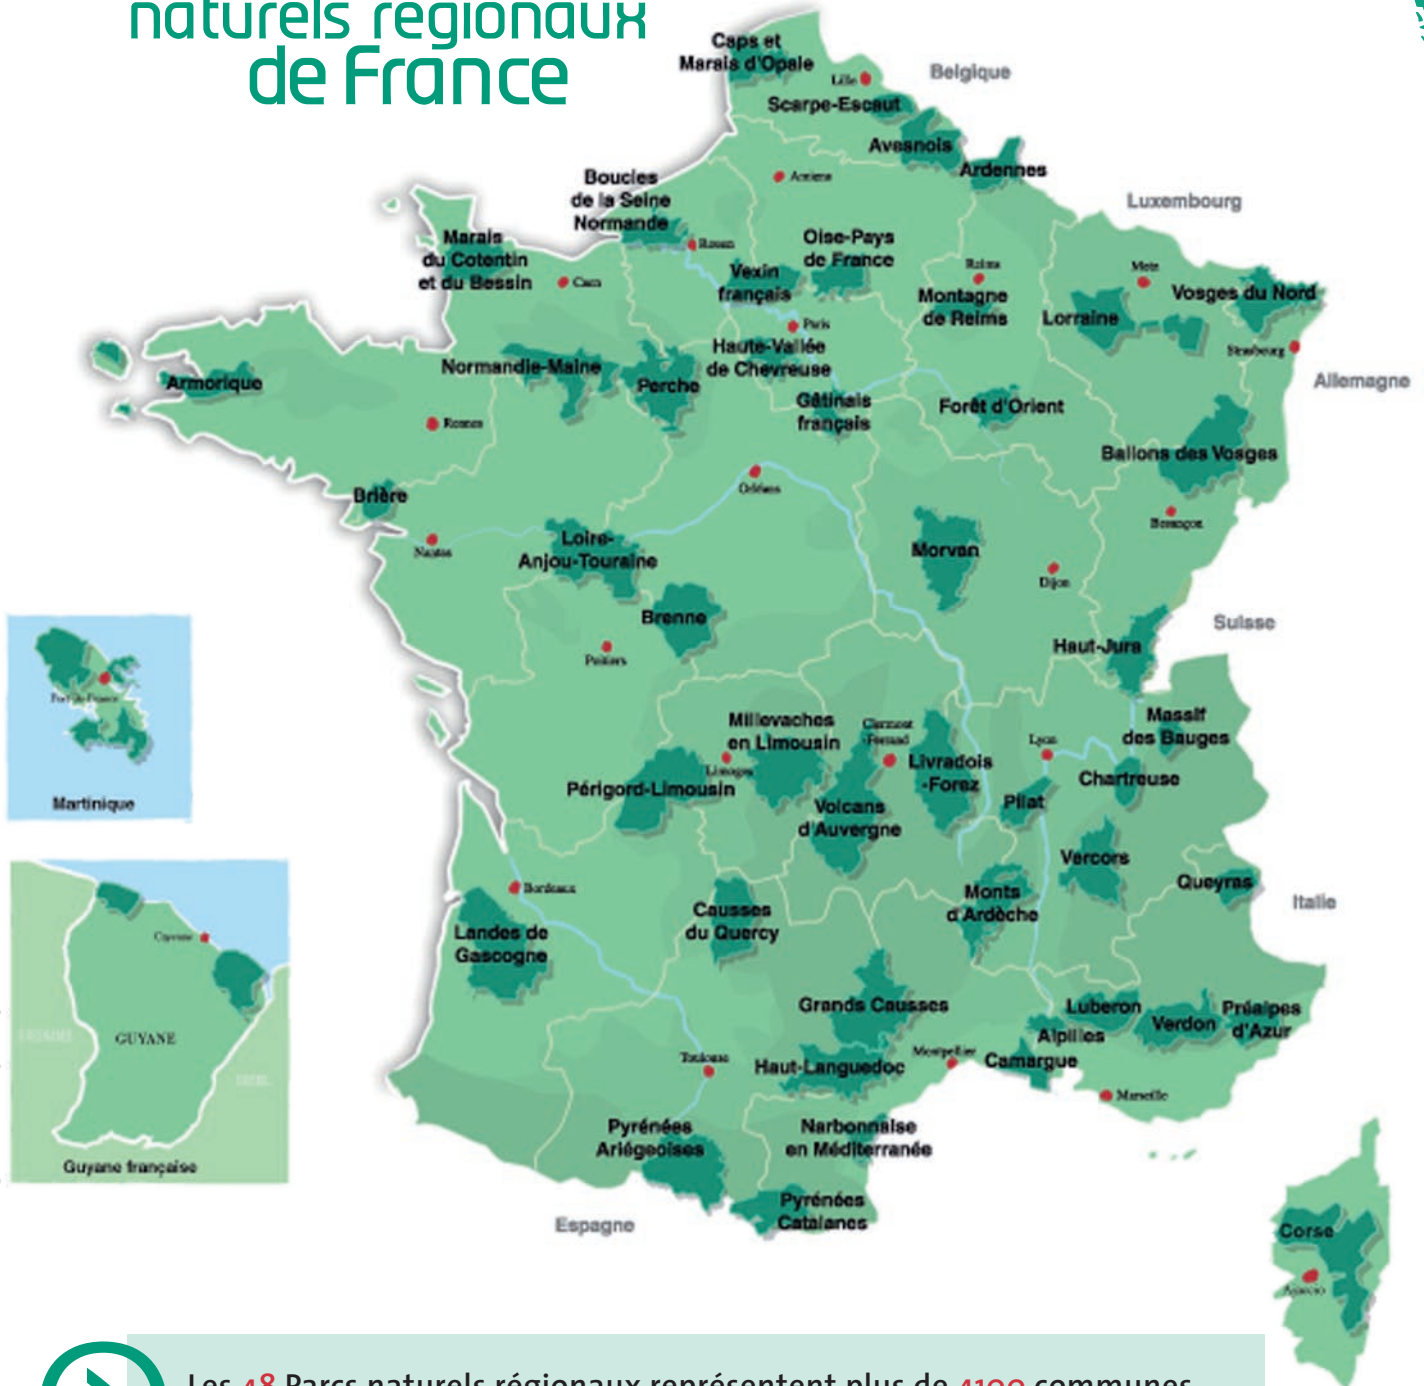 naturels régionaux
de France
Caps et
Marais d'Opale
Lille
Belgique
Scarpe-Escaut
Avesnois
Ardennes
Amiens
Luxembourg
Boucles
de la Seine
Normande
Rouen
Marais
du Cotentin
et du Bessin
Caen
Oise-Pays
de France
Vexin
français
Reims
Montagne
de Reims
Metz
Lorraine
Vosges du Nord
Strasbourg
Allemagne
Paris
Haute-Vallée
de Chevreuse
Normandie-Maine
Perche
Armorique
Rennes
Gâtinais
français
Forêt d'Orient
Ballons des Vosges
Orléans
Brière
Nantes
Besançon
Loire-
Anjou-Touraine
Morvan
Dijon
Brenne
Poitiers
Haut-Jura
Suisse
Fort-de-France
Martinique
Millevaches
en Limousin
Clermont
-Ferrand
Limoges
Périgord-Limousin
Livradois
-Forez
Lyon
Massif
des Bauges
Chartreuse
Pilat
Volcans
d'Auvergne
Vercors
Queyras
Italie
Bordeaux
Monts
d'Ardèche
Causses
du Quercy
Landes de
Gascogne
Cayenne
GUYANE
Guyane française
Grands Causses
Luberon
Verdon
Préalpes
d'Azur
Alpilles
Camargue
Montpellier
Haut-Languedoc
Toulouse
Marseille
Pyrénées
Ariégeoises
Narbonnaise
en Méditerranée
Pyrénées
Catalanes
Espagne
Corse
Ajaccio
Les 48 Parcs naturels régionaux représentent plus de 4100 communes